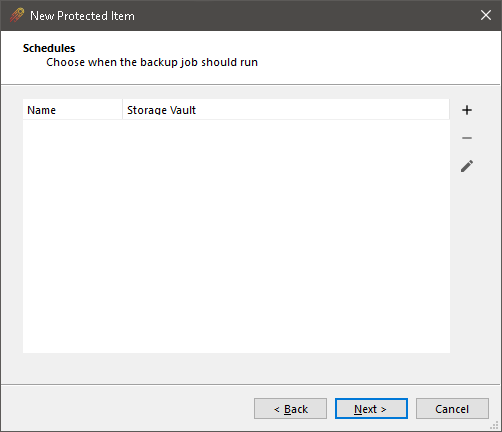 New Protected Item
Schedules
Choose when the backup job should run
Name Storage Vault
< Back Next > Cancel